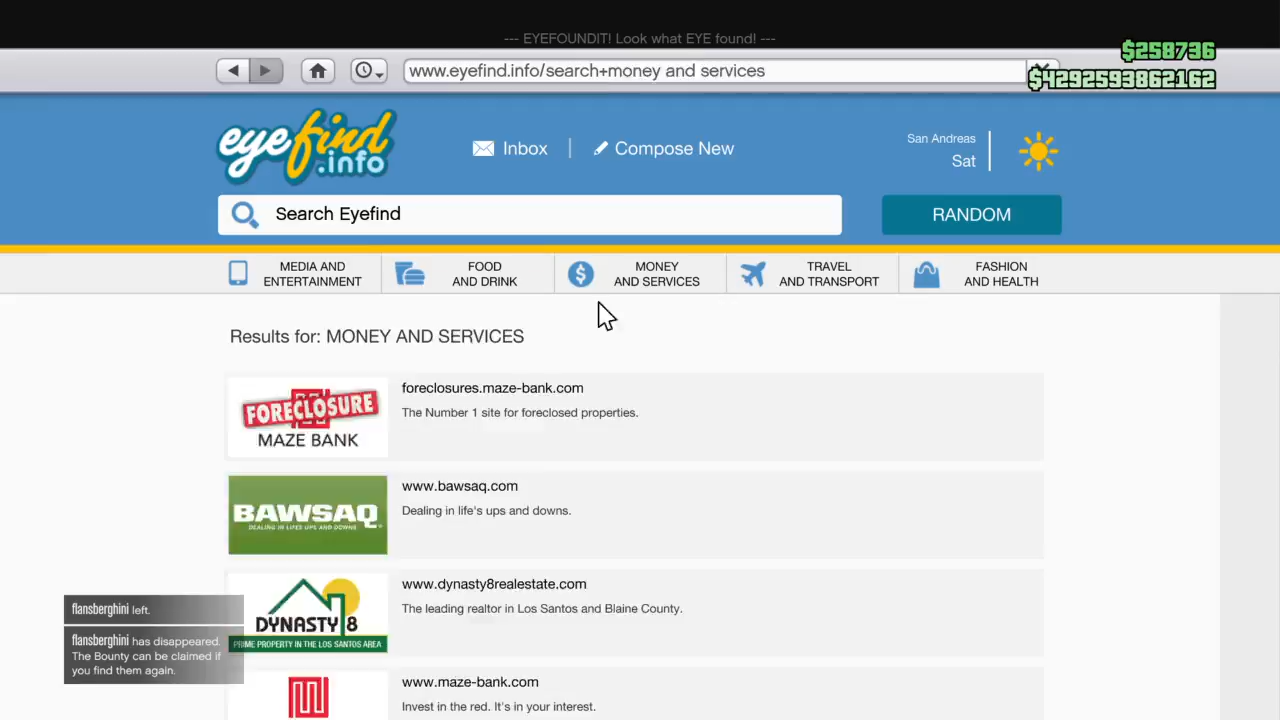 --- EYEFOUNDIT! Look what EYE found! ---
$258736
www.eyefind.info/search+money and services
$4292593862162
eyefind
.info
Inbox
Compose New
San Andreas
Sat
Search Eyefind
RANDOM
MEDIA AND
ENTERTAINMENT
FOOD
AND DRINK
MONEY
AND SERVICES
TRAVEL
AND TRANSPORT
FASHION
AND HEALTH
Results for: MONEY AND SERVICES
FORECLOSURE
MAZE BANK
foreclosures.maze-bank.com
The Number 1 site for foreclosed properties.
BAWSAQ
DEALING IN LIFE'S UPS AND DOWNS
www.bawsaq.com
Dealing in life's ups and downs.
DYNASTY 8
PRIME PROPERTY IN THE LOS SANTOS AREA
www.dynasty8realestate.com
The leading realtor in Los Santos and Blaine County.
www.maze-bank.com
Invest in the red. It's in your interest.
flansberghini left.
flansberghini has disappeared.
The Bounty can be claimed if
you find them again.